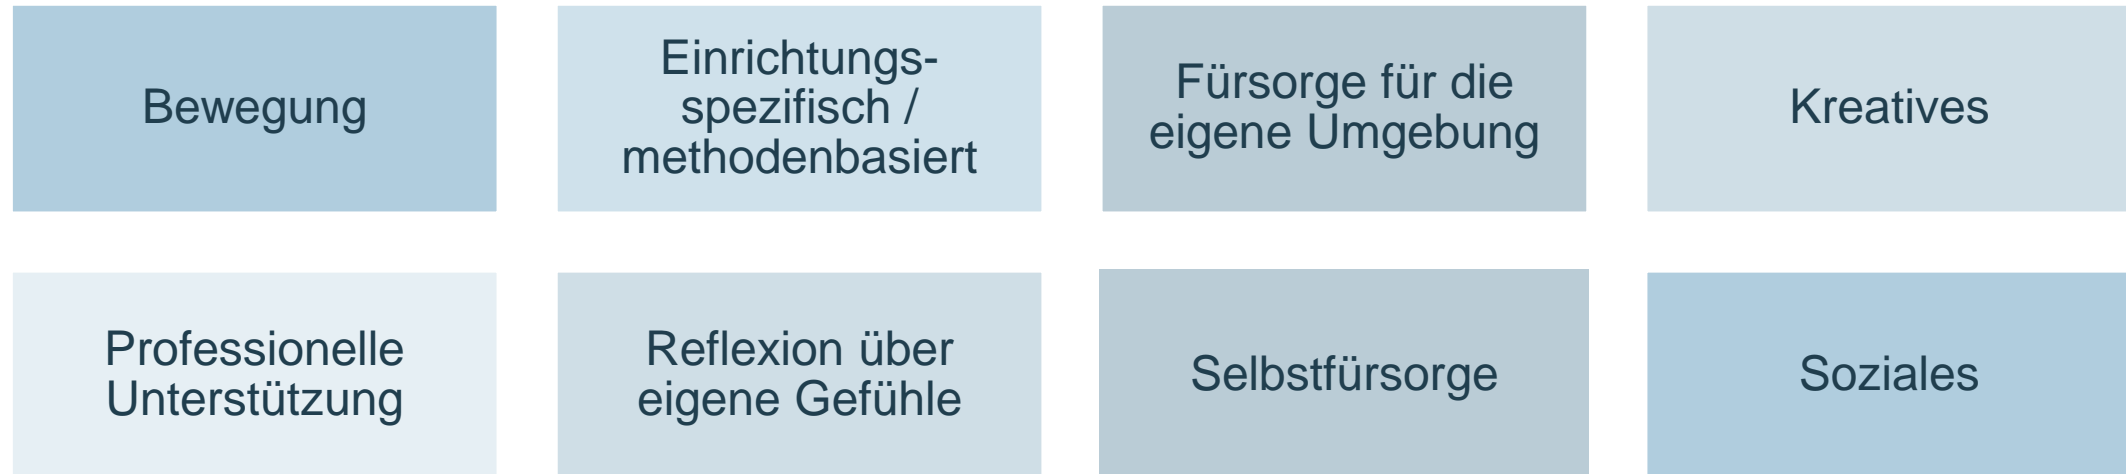 Bewegung
Einrichtungs-
spezifisch /
methodenbasiert
Fürsorge für die
eigene Umgebung
Kreatives
Professionelle
Unterstützung
Reflexion über
eigene Gefühle
Selbstfürsorge
Soziales